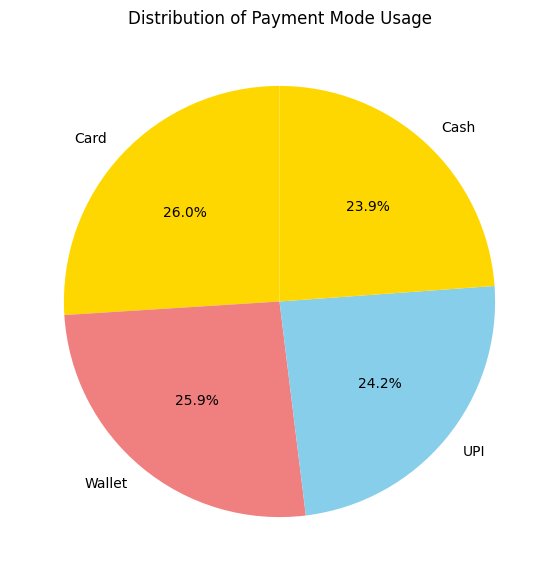 Distribution of Payment Mode Usage
Card
Cash
26.0%
23.9%
25.9%
24.2%
Wallet
UPI